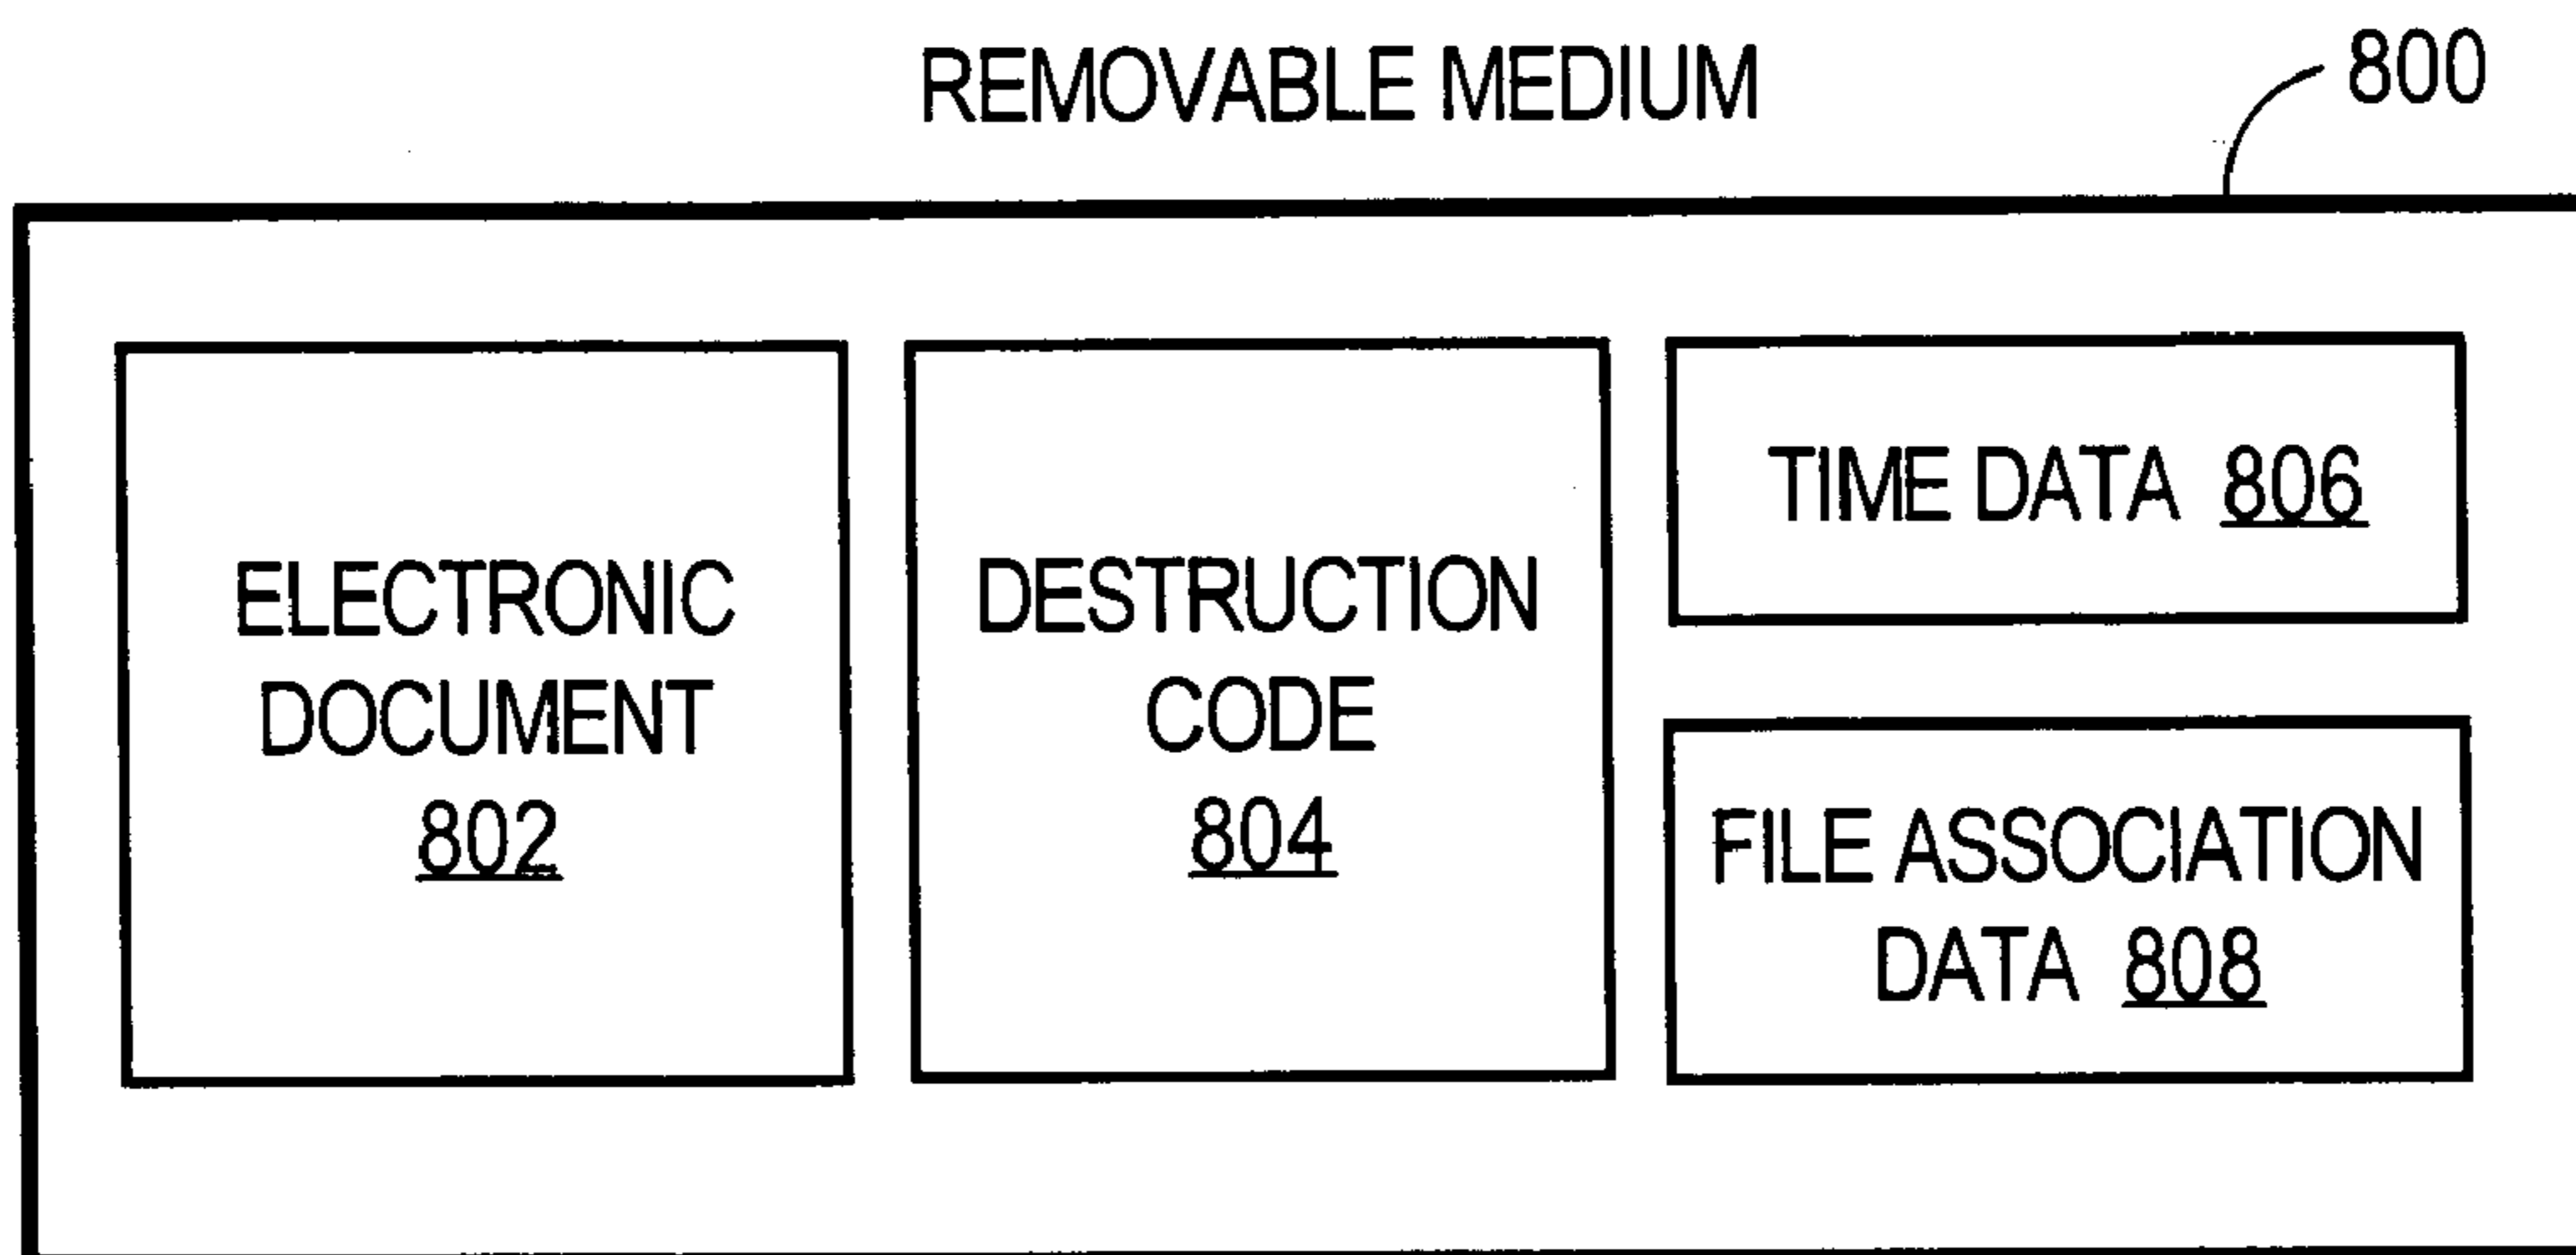 REMOVABLE MEDIUM
800
ELECTRONIC
DOCUMENT
802
DESTRUCTION
CODE
804
TIME DATA 806
FILE ASSOCIATION
DATA 808